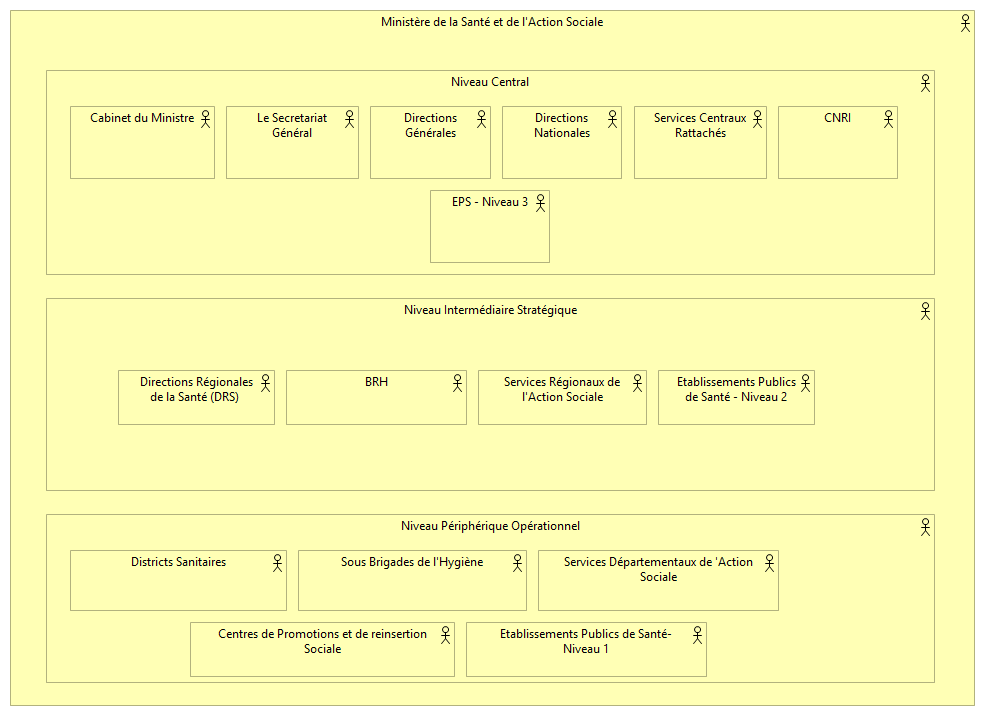 Ministère de la Santé et de l'Action Sociale
Niveau Central
Cabinet du Ministre
Le Secretariat
Général
Directions
Générales
Directions
Nationales
Services Centraux
Rattachés
CNRI
EPS - Niveau 3
Niveau Intermédiaire Stratégique
Directions Régionales
de la Santé (DRS)
BRH
Services Régionaux de
l'Action Sociale
Etablissements Publics
de Santé - Niveau 2
Niveau Périphérique Opérationnel
Districts Sanitaires
Sous Brigades de l'Hygiène
Services Départementaux de 'Action
Sociale
Centres de Promotions et de reinsertion
Sociale
Etablissements Publics de Santé-
Niveau 1